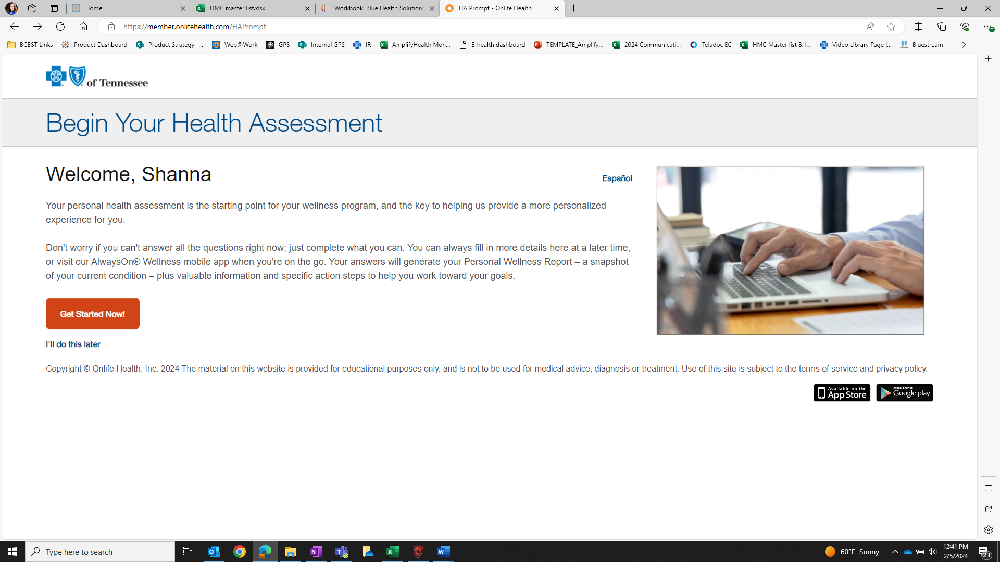 Home
HMC master list.xlsx
Workbook: Blue Health Solutions
HA Prompt - Onlife Health
https://member.onlifehealth.com/HAPrompt
BCBST Links
Product Dashboard
Product Strategy -...
Web@Work
GPS
Internal GPS
IR
AmplifyHealth Mon...
E-health dashboard
TEMPLATE_Amplify...
2024 Communicati...
Teladoc EC
HMC Master list 8.1...
Video Library Page |...
Bluestream
of Tennessee
Begin Your Health Assessment
Welcome, Shanna
Español
Your personal health assessment is the starting point for your wellness program, and the key to helping us provide a more personalized
experience for you.
Don't worry if you can't answer all the questions right now; just complete what you can. You can always fill in more details here at a later time,
or visit our AlwaysOn® Wellness mobile app when you're on the go. Your answers will generate your Personal Wellness Report – a snapshot
of your current condition – plus valuable information and specific action steps to help you work toward your goals.
Get Started Now!
I'll do this later
Copyright © Onlife Health, Inc. 2024 The material on this website is provided for educational purposes only, and is not to be used for medical advice, diagnosis or treatment. Use of this site is subject to the terms of service and privacy policy.
Available on the
App Store
ANDROID APP ON
Google play
Type here to search
60°F Sunny
12:41 PM
2/5/2024
23